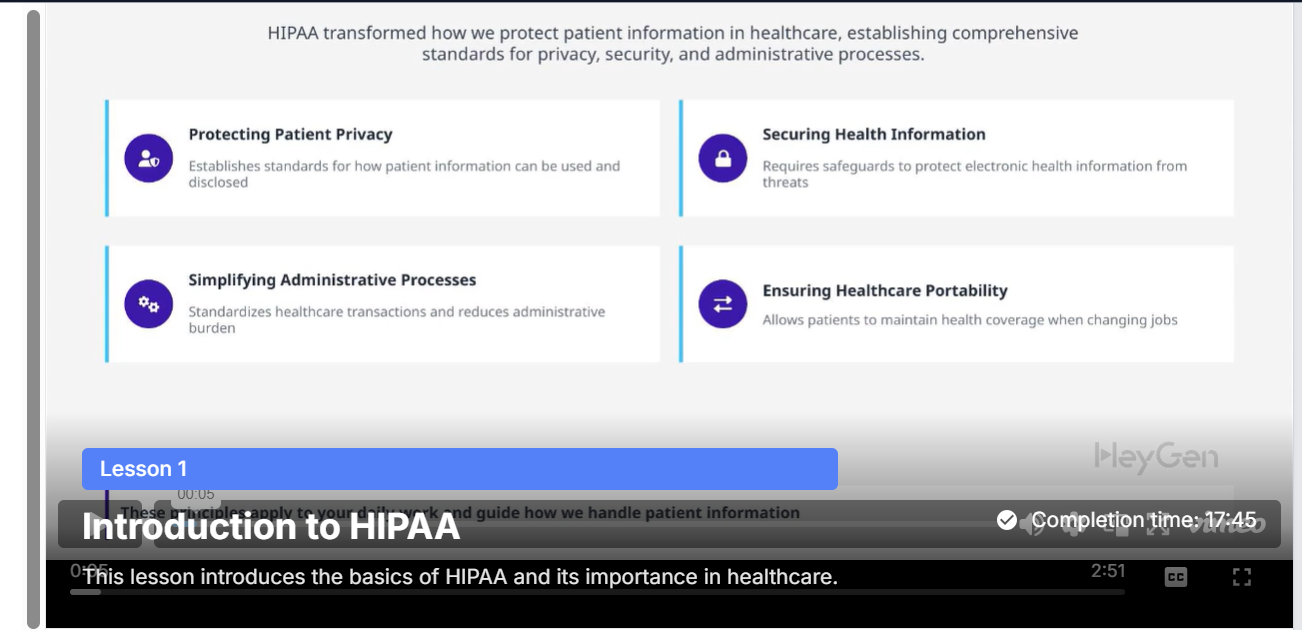 HIPAA transformed how we protect patient information in healthcare, establishing comprehensive
standards for privacy, security, and administrative processes.
Protecting Patient Privacy
Establishes standards for how patient information can be used and
disclosed
Securing Health Information
Requires safeguards to protect electronic health information from
threats
Simplifying Administrative Processes
Standardizes healthcare transactions and reduces administrative
burden
Ensuring Healthcare Portability
Allows patients to maintain health coverage when changing jobs
HeyGen
Lesson 1
00:05
These principles apply to your daily work and guide how we handle patient information
Introduction to HIPAA
Completion time: 17:45
vimeo
0:05
This lesson introduces the basics of HIPAA and its importance in healthcare.
2:51
CC